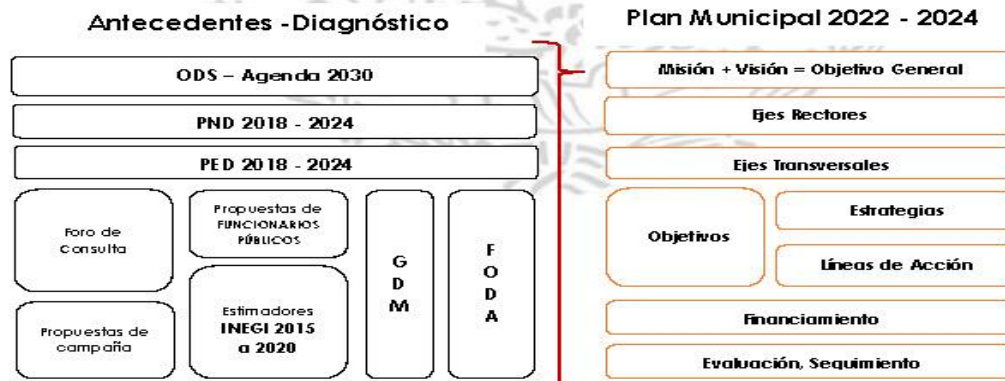 Antecedentes -Diagnóstico
ODS – Agenda 2030
PND 2018 - 2024
PED 2018 - 2024
Foro de
Consulta
Propuestas de
campaña
Propuestas de
FUNCIONARIOS
PÚBLICOS
Estimadores
INEGI 2015
a 2020
G
D
M
F
O
D
A
Plan Municipal 2022 - 2024
Misión + Visión = Objetivo General
Ejes Rectores
Ejes Transversales
Objetivos
Estrategias
Líneas de Acción
Financiamiento
Evaluación, Seguimiento